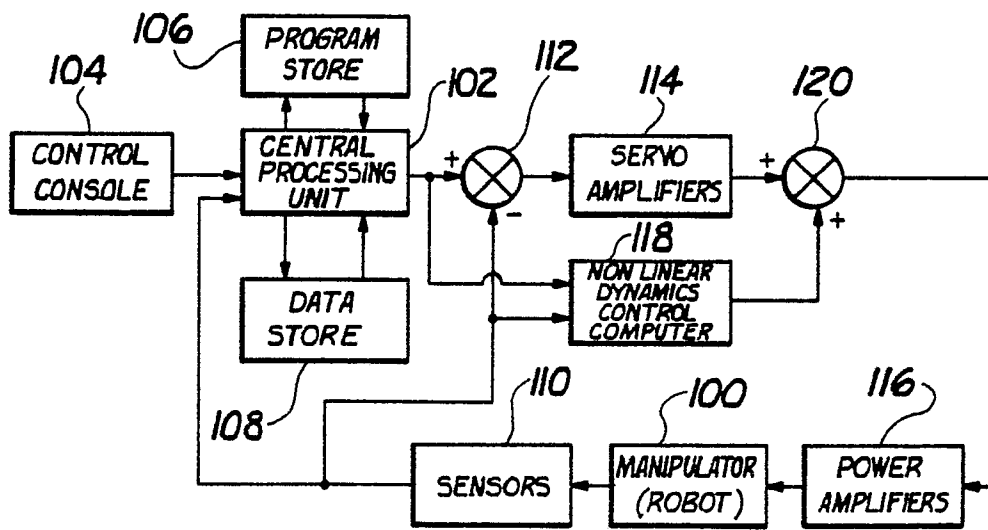 106
PROGRAM
STORE
104
102
112
114
120
CONTROL
CONSOLE
CENTRAL
PROCESSING
UNIT
+
-
SERVO
AMPLIFIERS
+
+
118
NON LINEAR
DYNAMICS
CONTROL
COMPUTER
DATA
STORE
108
110
100
116
SENSORS
MANIPULATOR
(ROBOT)
POWER
AMPLIFIERS